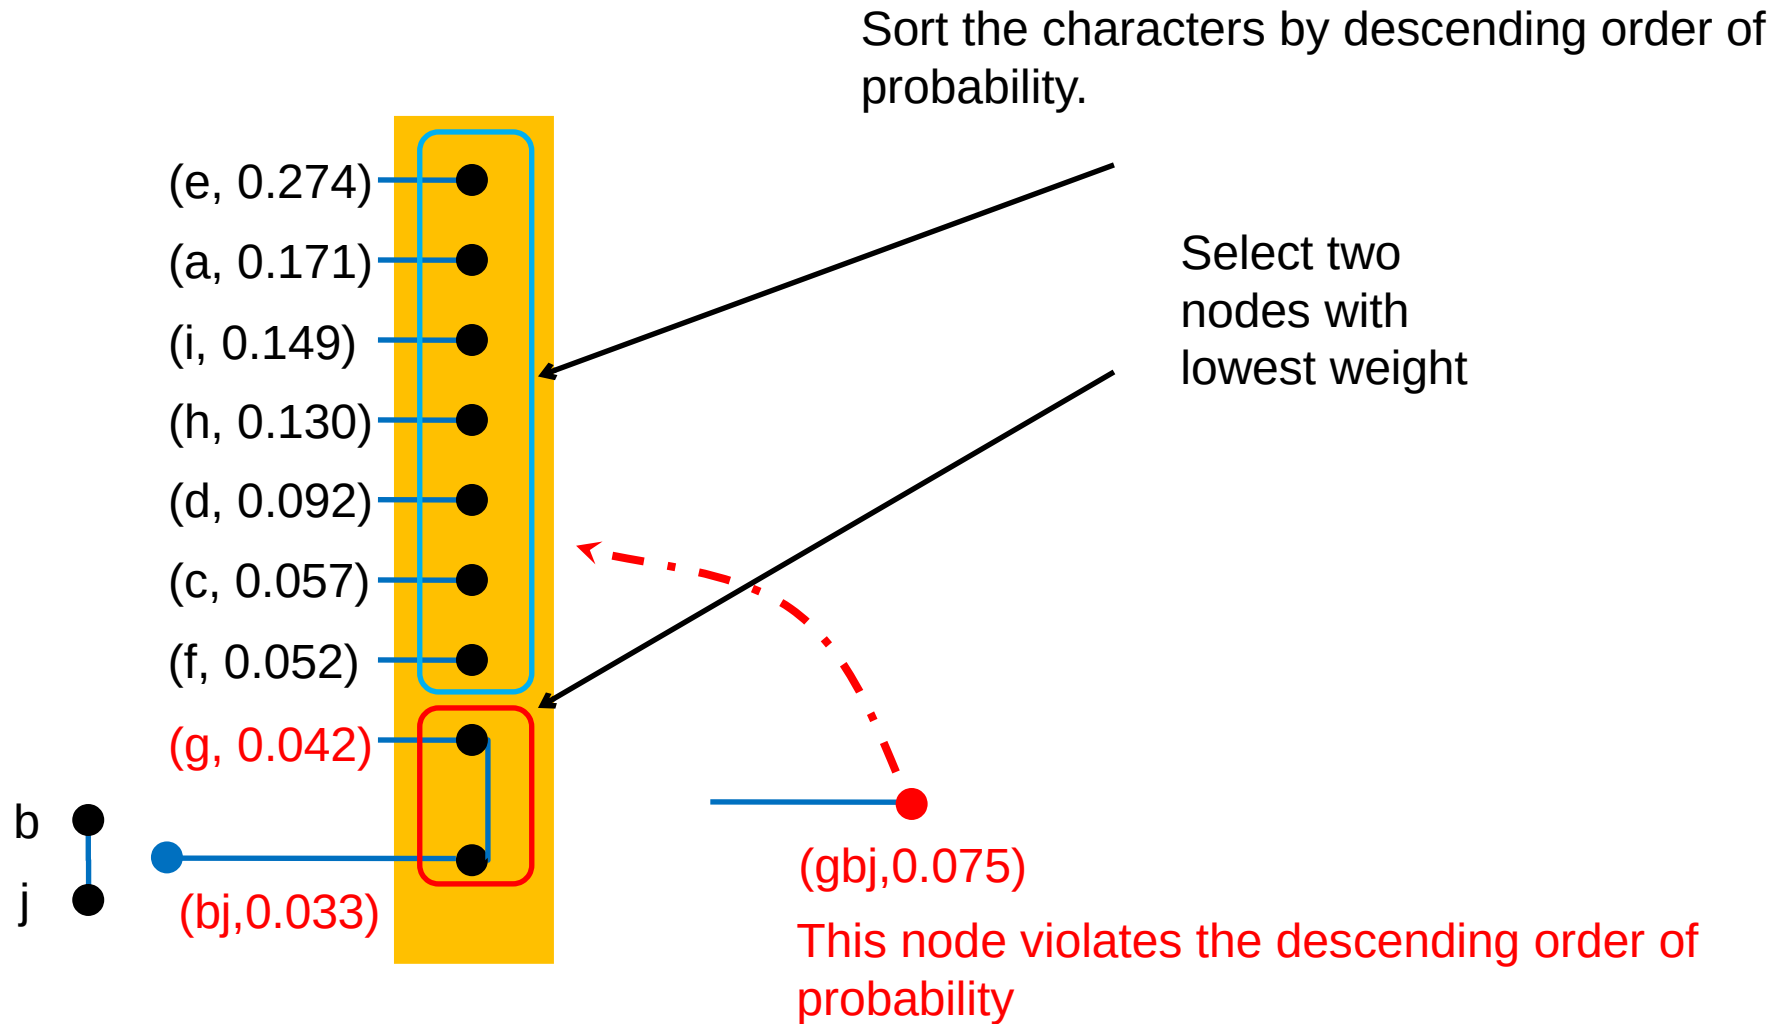 Sort the characters by descending order of
probability.
(e, 0.274)
(a, 0.171)
(i, 0.149)
(h, 0.130)
(d, 0.092)
(c, 0.057)
(f, 0.052)
(g, 0.042)
b
j
(bj,0.033)
Select two
nodes with
lowest weight
(gbj,0.075)
This node violates the descending order of
probability